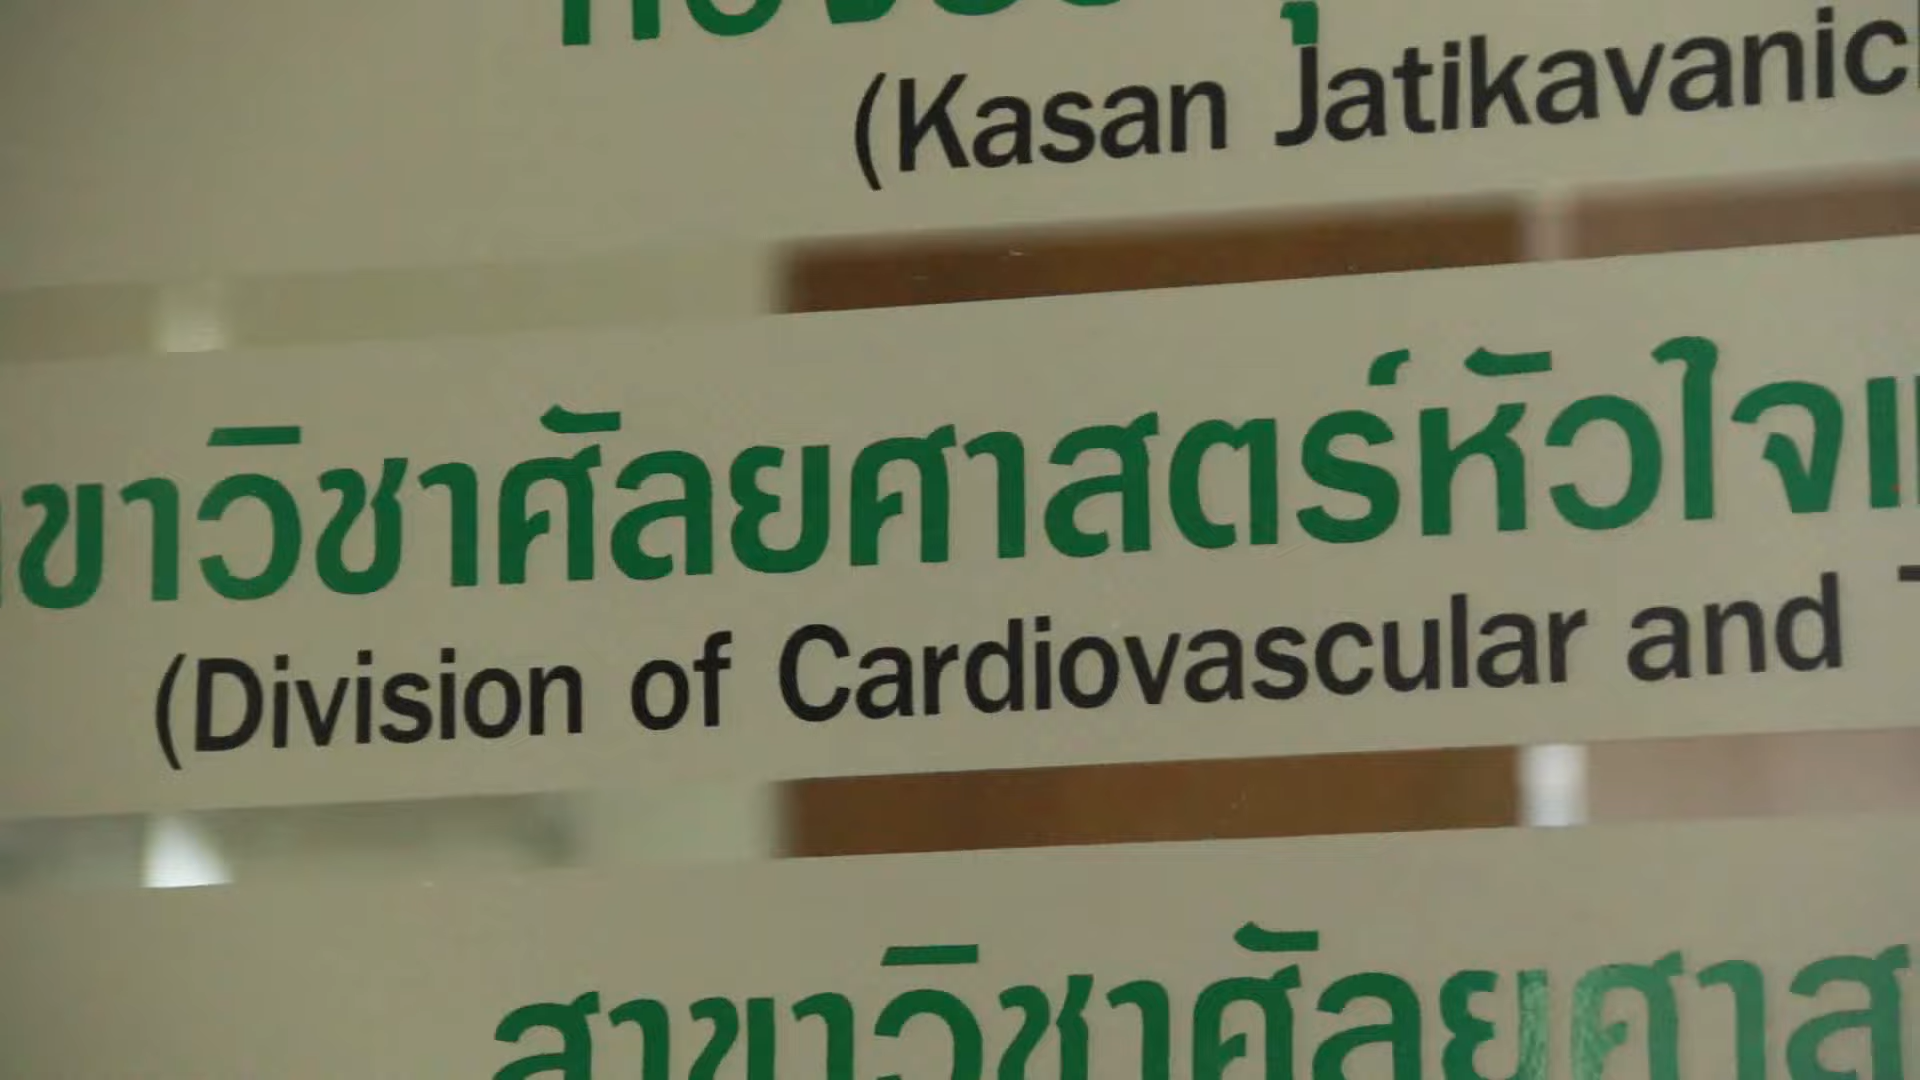 (Kasan Jatikavanic
ขาวิชาศัลยศาสตร์หัวใจแ
(Division of Cardiovascular and T
สาขาวิชาศัลยศาส